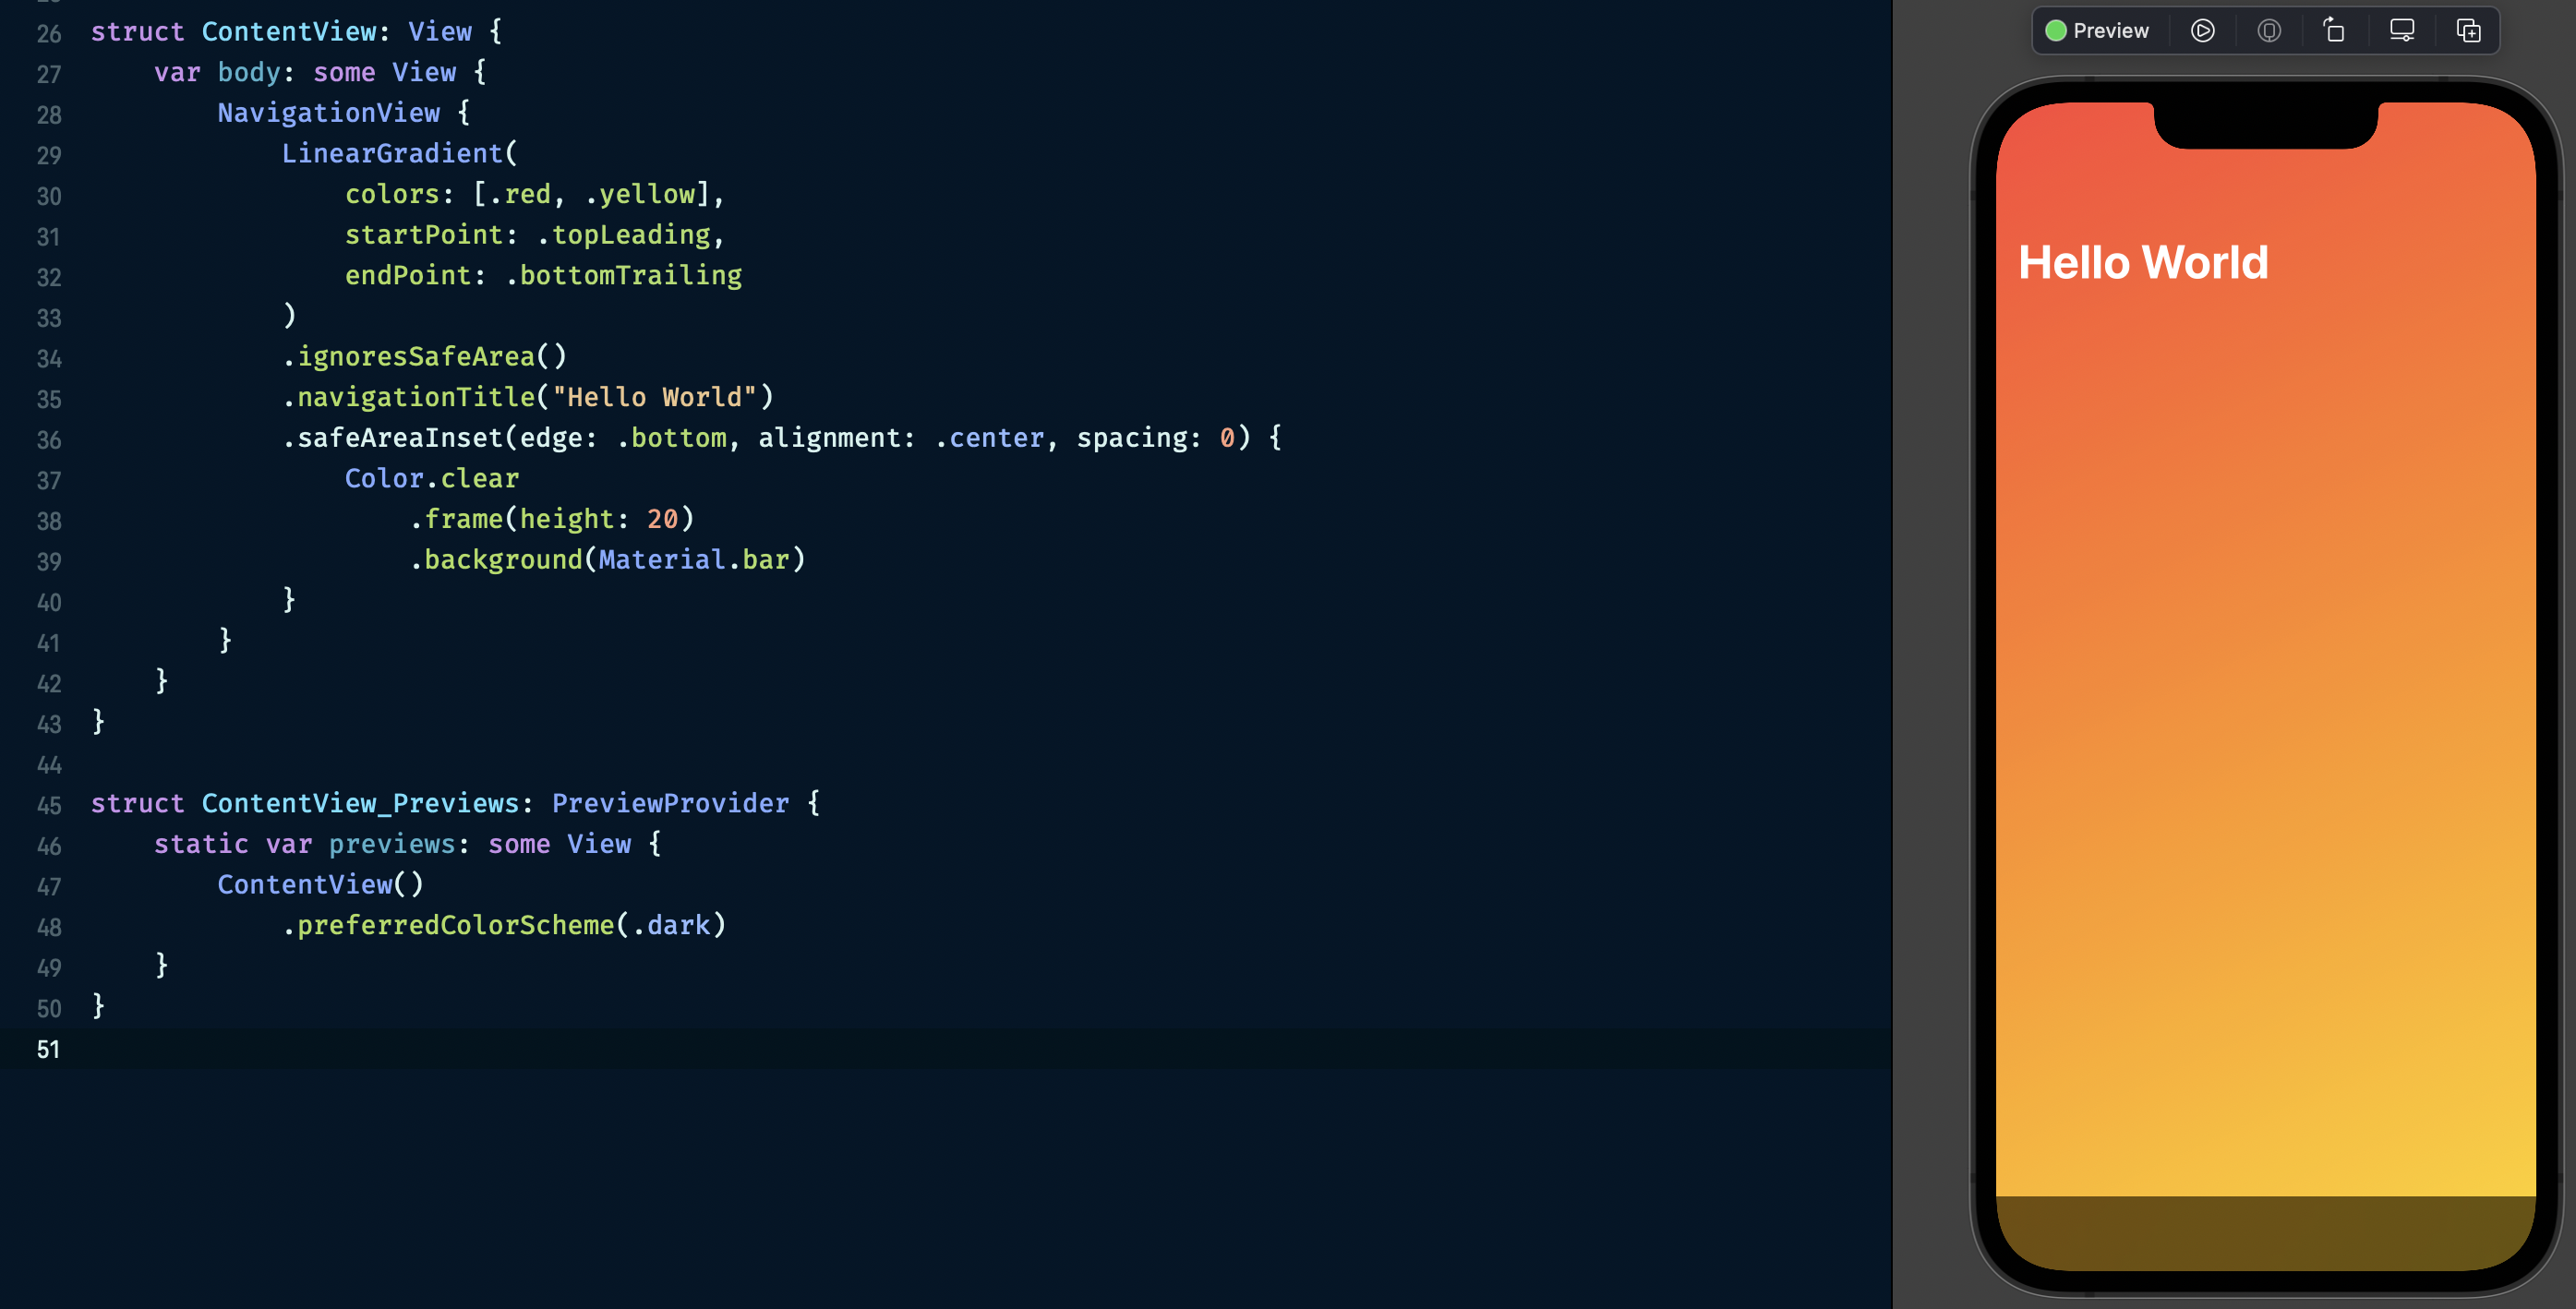 26 struct ContentView: View {
27     var body: some View {
28         NavigationView {
29             LinearGradient(
30                 colors: [.red, .yellow],
31                 startPoint: .topLeading,
32                 endPoint: .bottomTrailing
33             )
34             .ignoresSafeArea()
35             .navigationTitle("Hello World")
36             .safeAreaInset(edge: .bottom, alignment: .center, spacing: 0) {
37                 Color.clear
38                     .frame(height: 20)
39                     .background(Material.bar)
40             }
41         }
42     }
43 }
44
45 struct ContentView_Previews: PreviewProvider {
46     static var previews: some View {
47         ContentView()
48             .preferredColorScheme(.dark)
49     }
50 }
51
Preview
Hello World